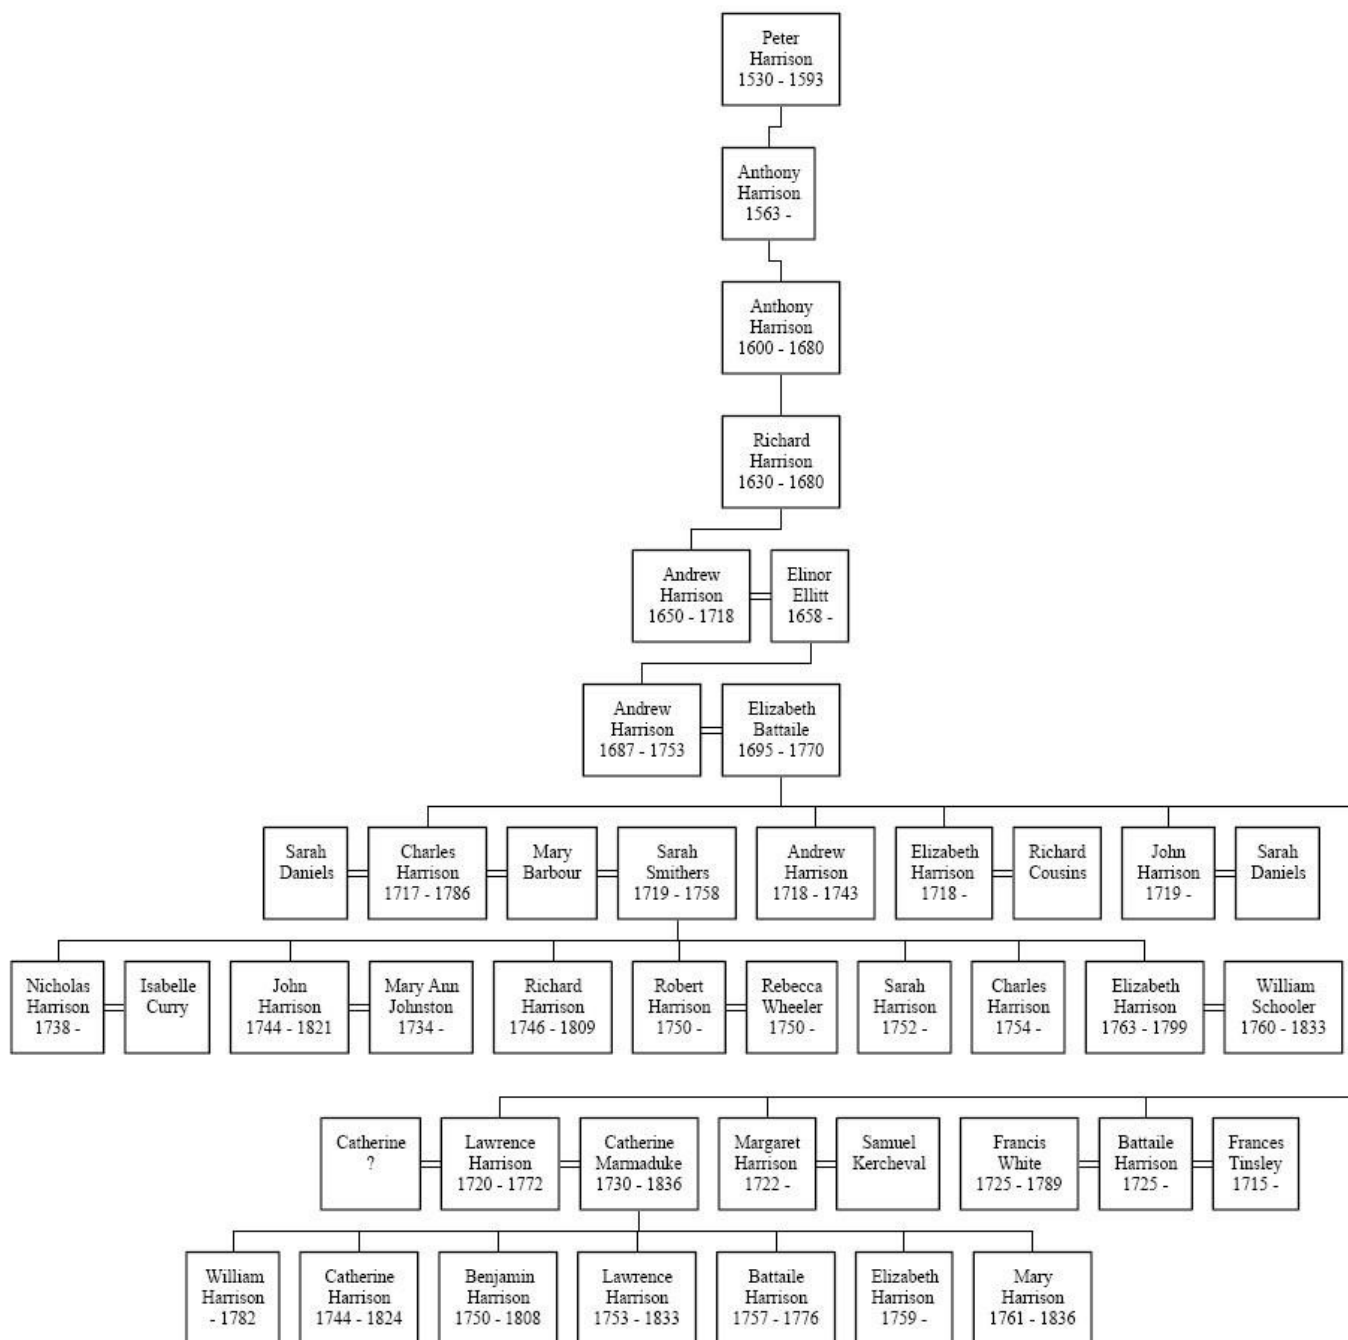 Peter
Harrison
1530 - 1593
Anthony
Harrison
1563 -
Anthony
Harrison
1600 - 1680
Richard
Harrison
1630 - 1680
Andrew
Harrison
1650 - 1718
Elinor
Ellitt
1658 -
Andrew
Harrison
1687 - 1753
Elizabeth
Battaile
1695 - 1770
Sarah
Daniels
Charles
Harrison
1717 - 1786
Mary
Barbour
Sarah
Smithers
1719 - 1758
Andrew
Harrison
1718 - 1743
Elizabeth
Harrison
1718 -
Richard
Cousins
John
Harrison
1719 -
Sarah
Daniels
Nicholas
Harrison
1738 -
Isabelle
Curry
John
Harrison
1744 - 1821
Mary Ann
Johnston
1734 -
Richard
Harrison
1746 - 1809
Robert
Harrison
1750 -
Rebecca
Wheeler
1750 -
Sarah
Harrison
1752 -
Charles
Harrison
1754 -
Elizabeth
Harrison
1763 - 1799
William
Schooler
1760 - 1833
Catherine
?
Lawrence
Harrison
1720 - 1772
Catherine
Marmaduke
1730 - 1836
Margaret
Harrison
1722 -
Samuel
Kercheval
Francis
White
1725 - 1789
Battaile
Harrison
1725 -
Frances
Tinsley
1715 -
William
Harrison
- 1782
Catherine
Harrison
1744 - 1824
Benjamin
Harrison
1750 - 1808
Lawrence
Harrison
1753 - 1833
Battaile
Harrison
1757 - 1776
Elizabeth
Harrison
1759 -
Mary
Harrison
1761 - 1836